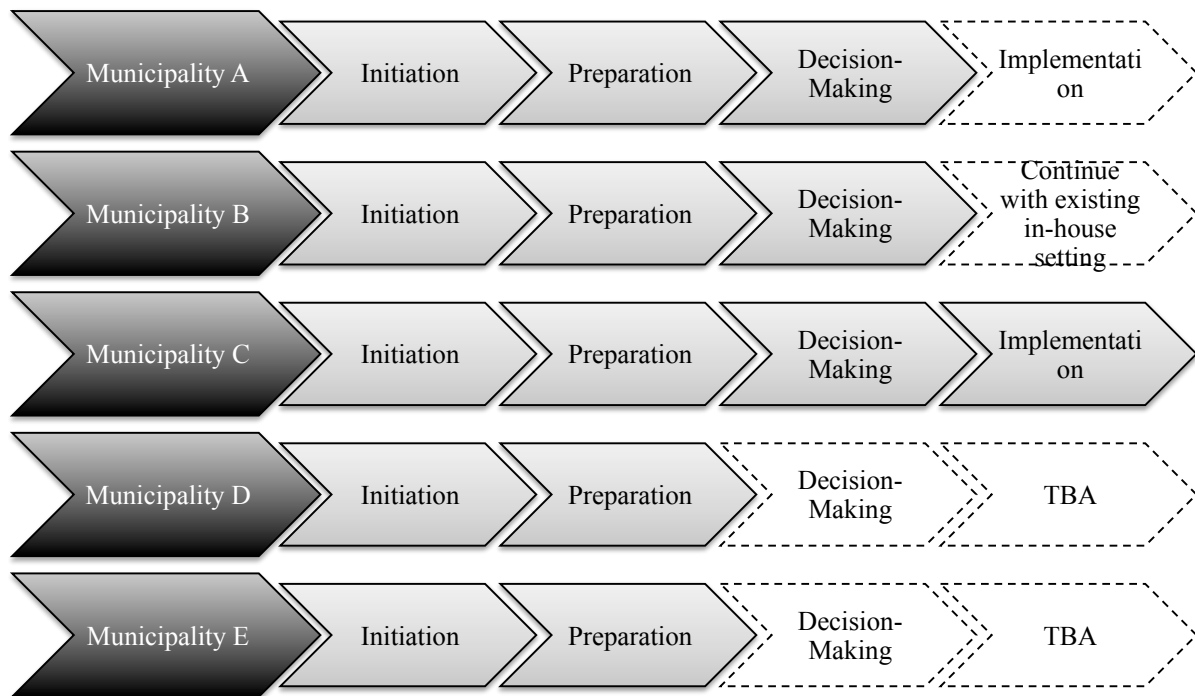 Municipality A
Initiation
Preparation
Decision-
Making
Implementati
on
Municipality B
Initiation
Preparation
Decision-
Making
Continue
with existing
in-house
setting
Municipality C
Initiation
Preparation
Decision-
Making
Implementati
on
Municipality D
Initiation
Preparation
Decision-
Making
TBA
Municipality E
Initiation
Preparation
Decision-
Making
TBA